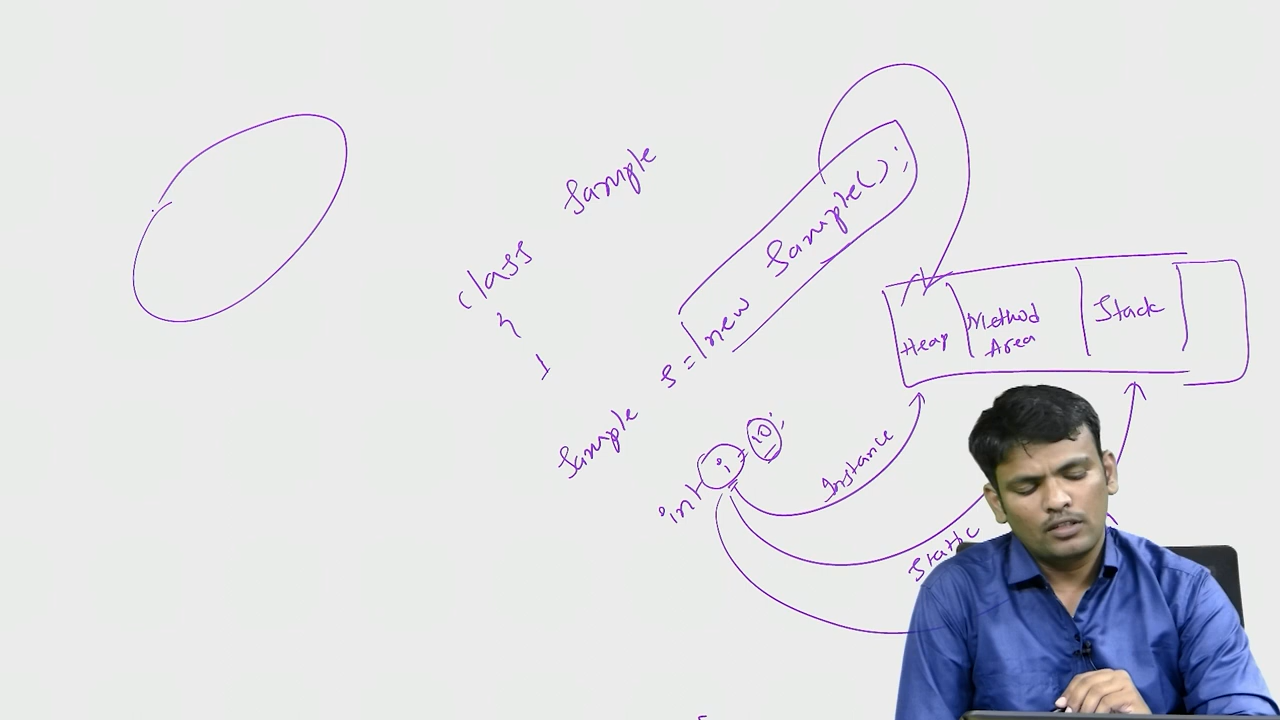 class Sample
{
}
Sample s = new Sample();
int i = 10;
Heap
Method Area
Stack
Instance
Static